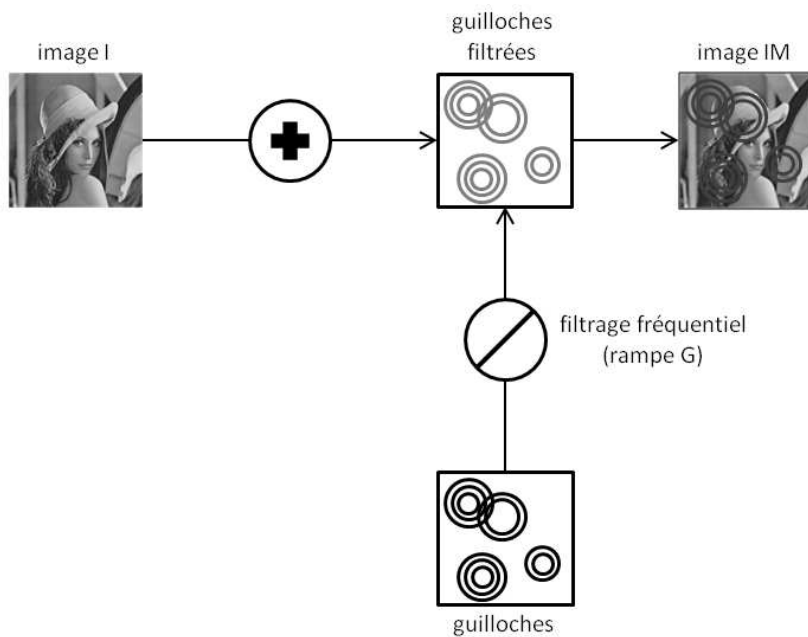 image I
guilloches
filtrées
image IM
filtrage fréquentiel
(rampe G)
guilloches